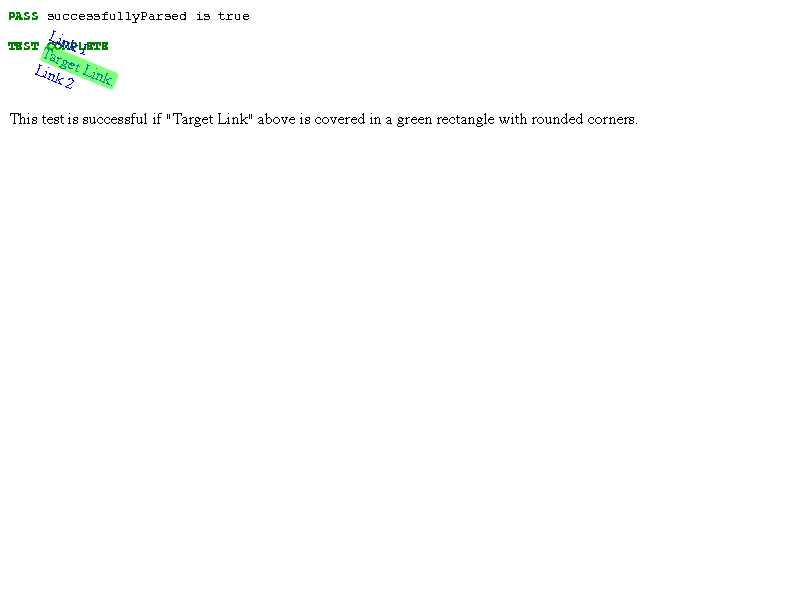 PASS successfullyParsed is true
TEST COMPLETE
Link 1
Target Link
Link 2
This test is successful if "Target Link" above is covered in a green rectangle with rounded corners.